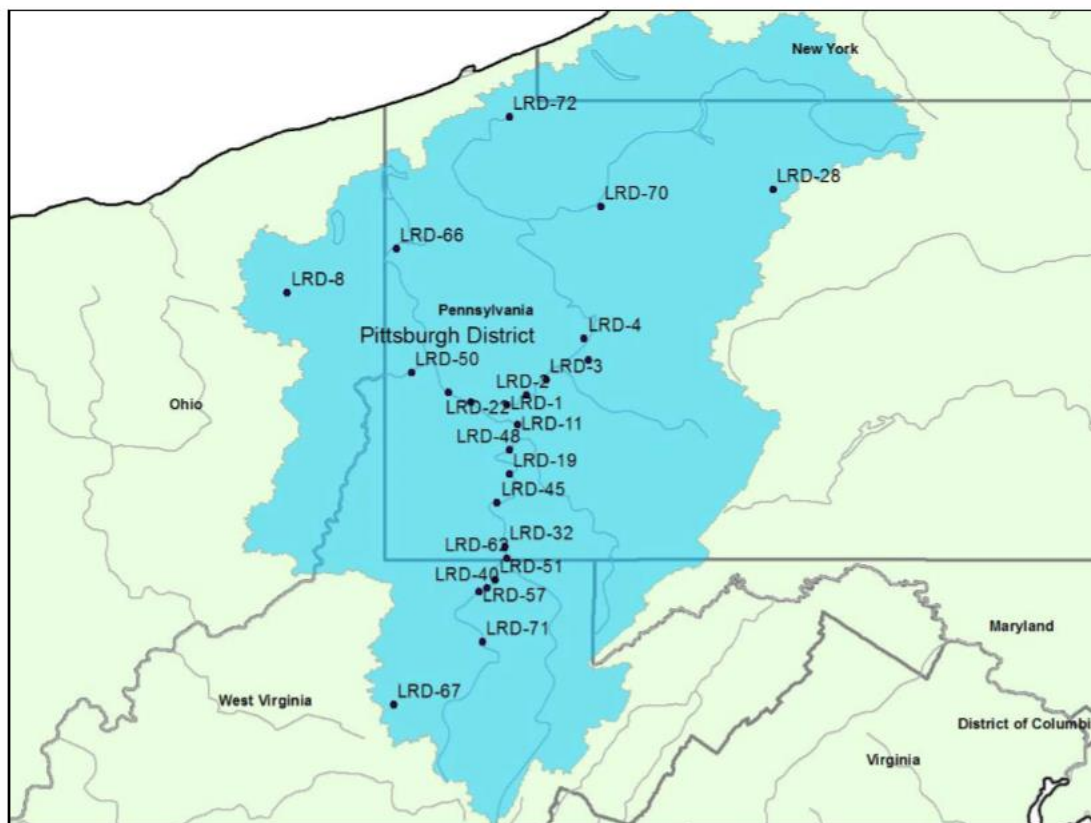 New York
LRD-72
LRD-28
LRD-70
LRD-66
LRD-8
Pennsylvania
LRD-4
Pittsburgh District
LRD-50
LRD-3
LRD-2
LRD-22
LRD-1
Ohio
LRD-11
LRD-48
LRD-19
LRD-45
LRD-32
LRD-62
LRD-51
LRD-40
LRD-57
Maryland
LRD-71
LRD-67
West Virginia
District of Columbi
Virginia